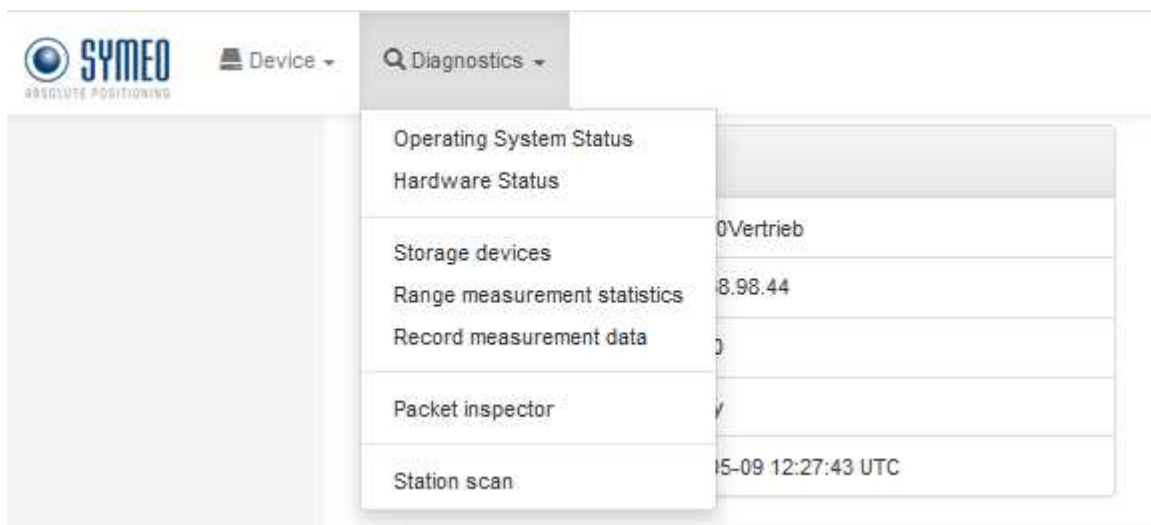 SYMEO
ABSOLUTE POSITIONING
Device
Diagnostics
Operating System Status
Hardware Status
Storage devices
Range measurement statistics
Record measurement data
Packet inspector
Station scan
0Vertrieb
8.98.44
05-09 12:27:43 UTC